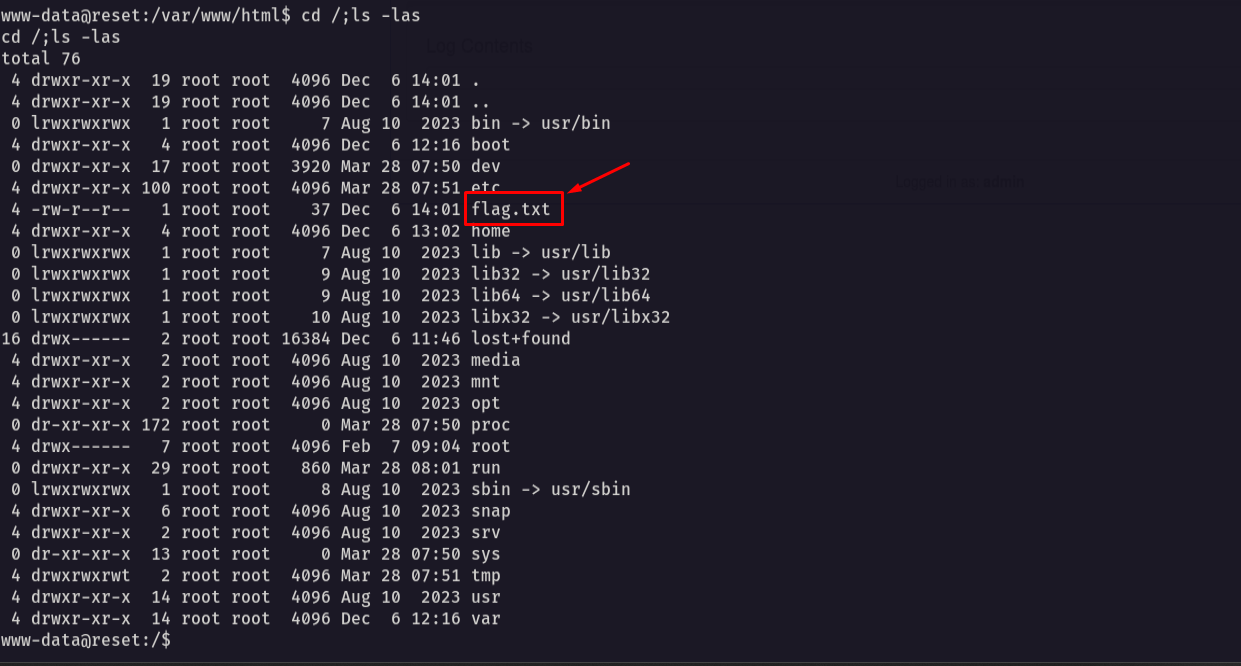 www-data@reset:/var/www/html$ cd /;ls -las
cd /;ls -las
Log Contents
total 76
 4 drwxr-xr-x  19 root root  4096 Dec  6 14:01 .
 4 drwxr-xr-x  19 root root  4096 Dec  6 14:01 ..
 0 lrwxrwxrwx   1 root root     7 Aug 10  2023 bin -> usr/bin
 4 drwxr-xr-x   4 root root  4096 Dec  6 12:16 boot
 0 drwxr-xr-x  17 root root  3920 Mar 28 07:50 dev
 4 drwxr-xr-x 100 root root  4096 Mar 28 07:51 etc
Logged in as: admin
 4 -rw-r--r--   1 root root    37 Dec  6 14:01 flag.txt
 4 drwxr-xr-x   4 root root  4096 Dec  6 13:02 home
 0 lrwxrwxrwx   1 root root     7 Aug 10  2023 lib -> usr/lib
 0 lrwxrwxrwx   1 root root     9 Aug 10  2023 lib32 -> usr/lib32
 0 lrwxrwxrwx   1 root root     9 Aug 10  2023 lib64 -> usr/lib64
 0 lrwxrwxrwx   1 root root    10 Aug 10  2023 libx32 -> usr/libx32
16 drwx------   2 root root 16384 Dec  6 11:46 lost+found
 4 drwxr-xr-x   2 root root  4096 Aug 10  2023 media
 4 drwxr-xr-x   2 root root  4096 Aug 10  2023 mnt
 4 drwxr-xr-x   2 root root  4096 Aug 10  2023 opt
 0 dr-xr-xr-x 172 root root     0 Mar 28 07:50 proc
 4 drwx------   7 root root  4096 Feb  7 09:04 root
 0 drwxr-xr-x  29 root root   860 Mar 28 08:01 run
 0 lrwxrwxrwx   1 root root     8 Aug 10  2023 sbin -> usr/sbin
 4 drwxr-xr-x   6 root root  4096 Aug 10  2023 snap
 4 drwxr-xr-x   2 root root  4096 Aug 10  2023 srv
 0 dr-xr-xr-x  13 root root     0 Mar 28 07:50 sys
 4 drwxrwxrwt   2 root root  4096 Mar 28 07:51 tmp
 4 drwxr-xr-x  14 root root  4096 Aug 10  2023 usr
 4 drwxr-xr-x  14 root root  4096 Dec  6 12:16 var
www-data@reset:/$